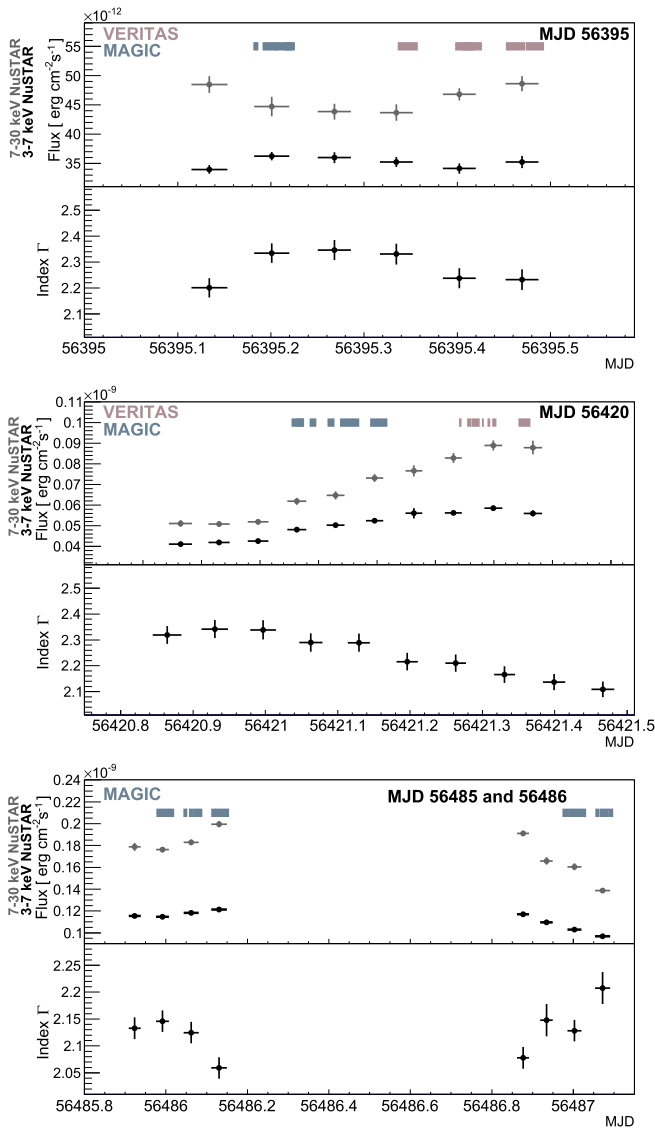 ×10⁻¹²
VERITAS
MAGIC
MJD 56395
7-30 keV NuSTAR
3-7 keV NuSTAR
Flux [ erg cm⁻²s⁻¹]
55
50
45
40
35
Index Γ
2.5
2.4
2.3
2.2
2.1
56395 56395.1 56395.2 56395.3 56395.4 56395.5
MJD
×10⁻⁹
VERITAS
MAGIC
MJD 56420
7-30 keV NuSTAR
3-7 keV NuSTAR
Flux [ erg cm⁻²s⁻¹]
0.11
0.1
0.09
0.08
0.07
0.06
0.05
0.04
Index Γ
2.5
2.4
2.3
2.2
2.1
56420.8 56420.9 56421 56421.1 56421.2 56421.3 56421.4 56421.5
MJD
×10⁻⁹
MAGIC
MJD 56485 and 56486
7-30 keV NuSTAR
3-7 keV NuSTAR
Flux [ erg cm⁻²s⁻¹]
0.24
0.22
0.2
0.18
0.16
0.14
0.12
0.1
Index Γ
2.25
2.2
2.15
2.1
2.05
56485.8 56486 56486.2 56486.4 56486.6 56486.8 56487
MJD